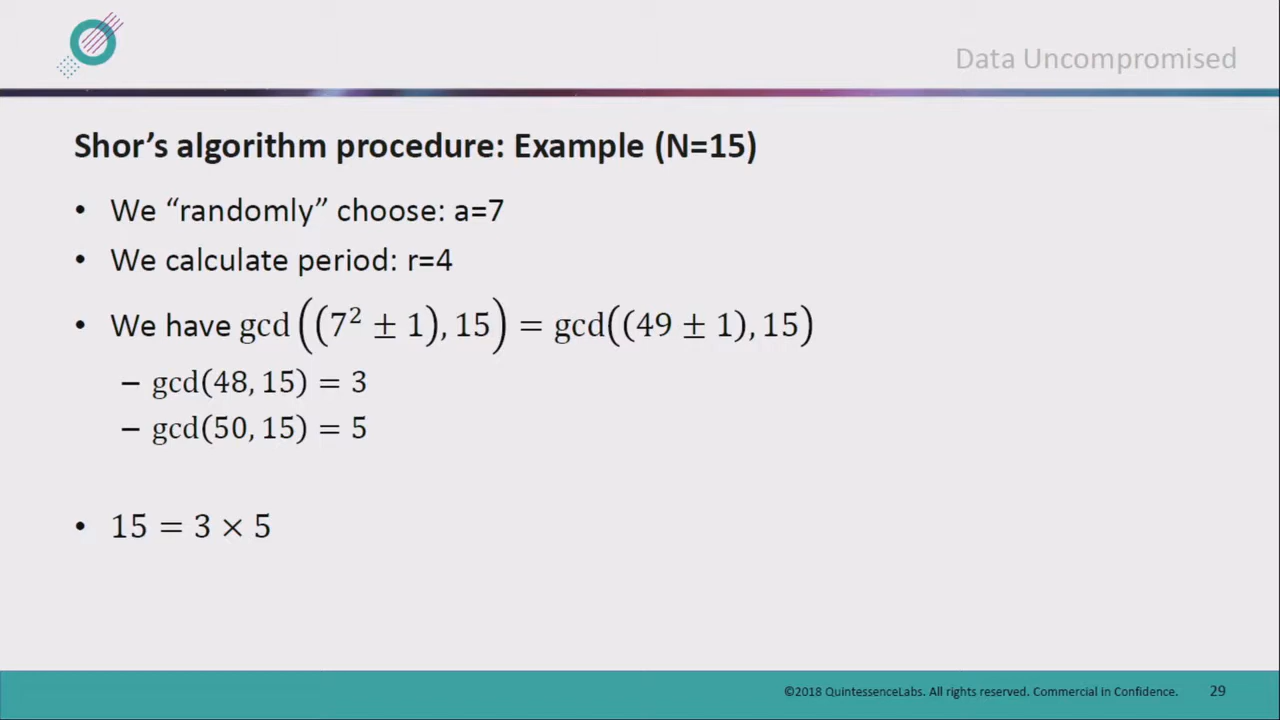 Data Uncompromised
Shor’s algorithm procedure: Example (N=15)
• We “randomly” choose: a=7
• We calculate period: r=4
• We have gcd((7² ± 1), 15) = gcd((49 ± 1), 15)
– gcd(48, 15) = 3
– gcd(50, 15) = 5
• 15 = 3 × 5
©2018 QuintessenceLabs. All rights reserved. Commercial in Confidence. 29